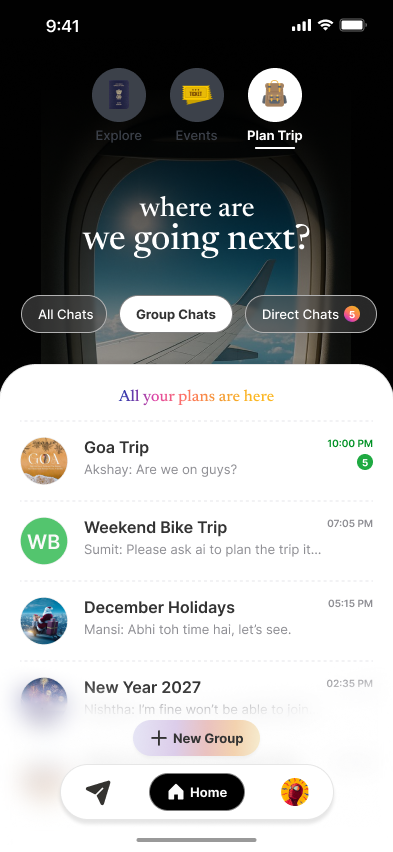 9:41
TICKET
Explore
Events
Plan Trip
where are
we going next?
All Chats
Group Chats
Direct Chats 5
All your plans are here
GOA
Goa Trip
10:00 PM
Akshay: Are we on guys?
5
WB
Weekend Bike Trip
07:05 PM
Sumit: Please ask ai to plan the trip it...
December Holidays
05:15 PM
Mansi: Abhi toh time hai, let's see.
New Year 2027
02:35 PM
Nishtha: I'm fine won't be able to join
New Group
Home